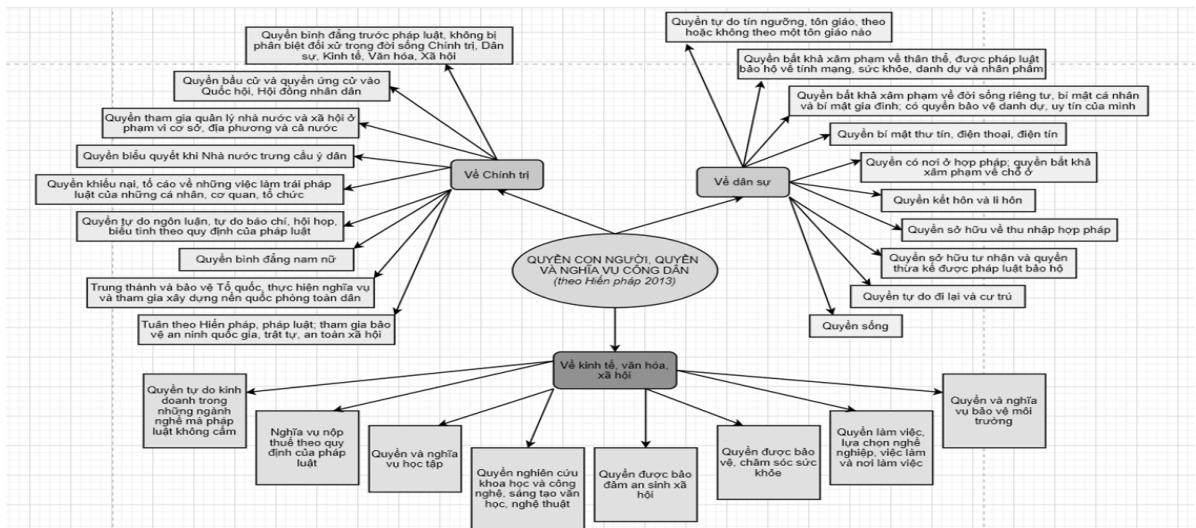 Quyền bình đẳng trước pháp luật, không bị
phân biệt đối xử trong đời sống Chính trị, Dân
sự, Kinh tế, Văn hóa, Xã hội
Quyền bầu cử và quyền ứng cử vào
Quốc hội, Hội đồng nhân dân
Quyền tham gia quản lý nhà nước và xã hội ở
phạm vi cơ sở, địa phương và cả nước
Quyền biểu quyết khi Nhà nước trưng cầu ý dân
Quyền khiếu nại, tố cáo về những việc làm trái pháp
luật của những cá nhân, cơ quan, tổ chức
Quyền tự do ngôn luận, tự do báo chí, hội họp,
biểu tình theo quy định của pháp luật
Quyền bình đẳng nam nữ
Trung thành và bảo vệ Tổ quốc, thực hiện nghĩa vụ
và tham gia xây dựng nền quốc phòng toàn dân
Tuân theo Hiến pháp, pháp luật; tham gia bảo
vệ an ninh quốc gia, trật tự, an toàn xã hội
Về Chính trị
Quyền tự do tín ngưỡng, tôn giáo, theo
hoặc không theo một tôn giáo nào
Quyền bất khả xâm phạm về thân thể, được pháp luật
bảo hộ về tính mạng, sức khỏe, danh dự và nhân phẩm
Quyền bất khả xâm phạm về đời sống riêng tư, bí mật cá nhân
và bí mật gia đình; có quyền bảo vệ danh dự, uy tín của mình
Quyền bí mật thư tín, điện thoại, điện tín
Quyền có nơi ở hợp pháp; quyền bất khả
xâm phạm về chỗ ở
Quyền kết hôn và li hôn
Quyền sở hữu về thu nhập hợp pháp
Quyền sở hữu tư nhân và quyền
thừa kế được pháp luật bảo hộ
Quyền tự do đi lại và cư trú
Quyền sống
Về dân sự
QUYỀN CON NGƯỜI, QUYỀN
VÀ NGHĨA VỤ CÔNG DÂN
(theo Hiến pháp 2013)
Về kinh tế, văn hóa,
xã hội
Quyền tự do kinh
doanh trong
những ngành
nghề mà pháp
luật không cấm
Nghĩa vụ nộp
thuế theo quy
định của pháp
luật
Quyền và nghĩa
vụ học tập
Quyền nghiên cứu
khoa học và công
nghệ, sáng tạo văn
học, nghệ thuật
Quyền được bảo
đảm an sinh xã
hội
Quyền được bảo
vệ, chăm sóc sức
khỏe
Quyền làm việc,
lựa chọn nghề
nghiệp, việc làm
và nơi làm việc
Quyền và nghĩa
vụ bảo vệ môi
trường